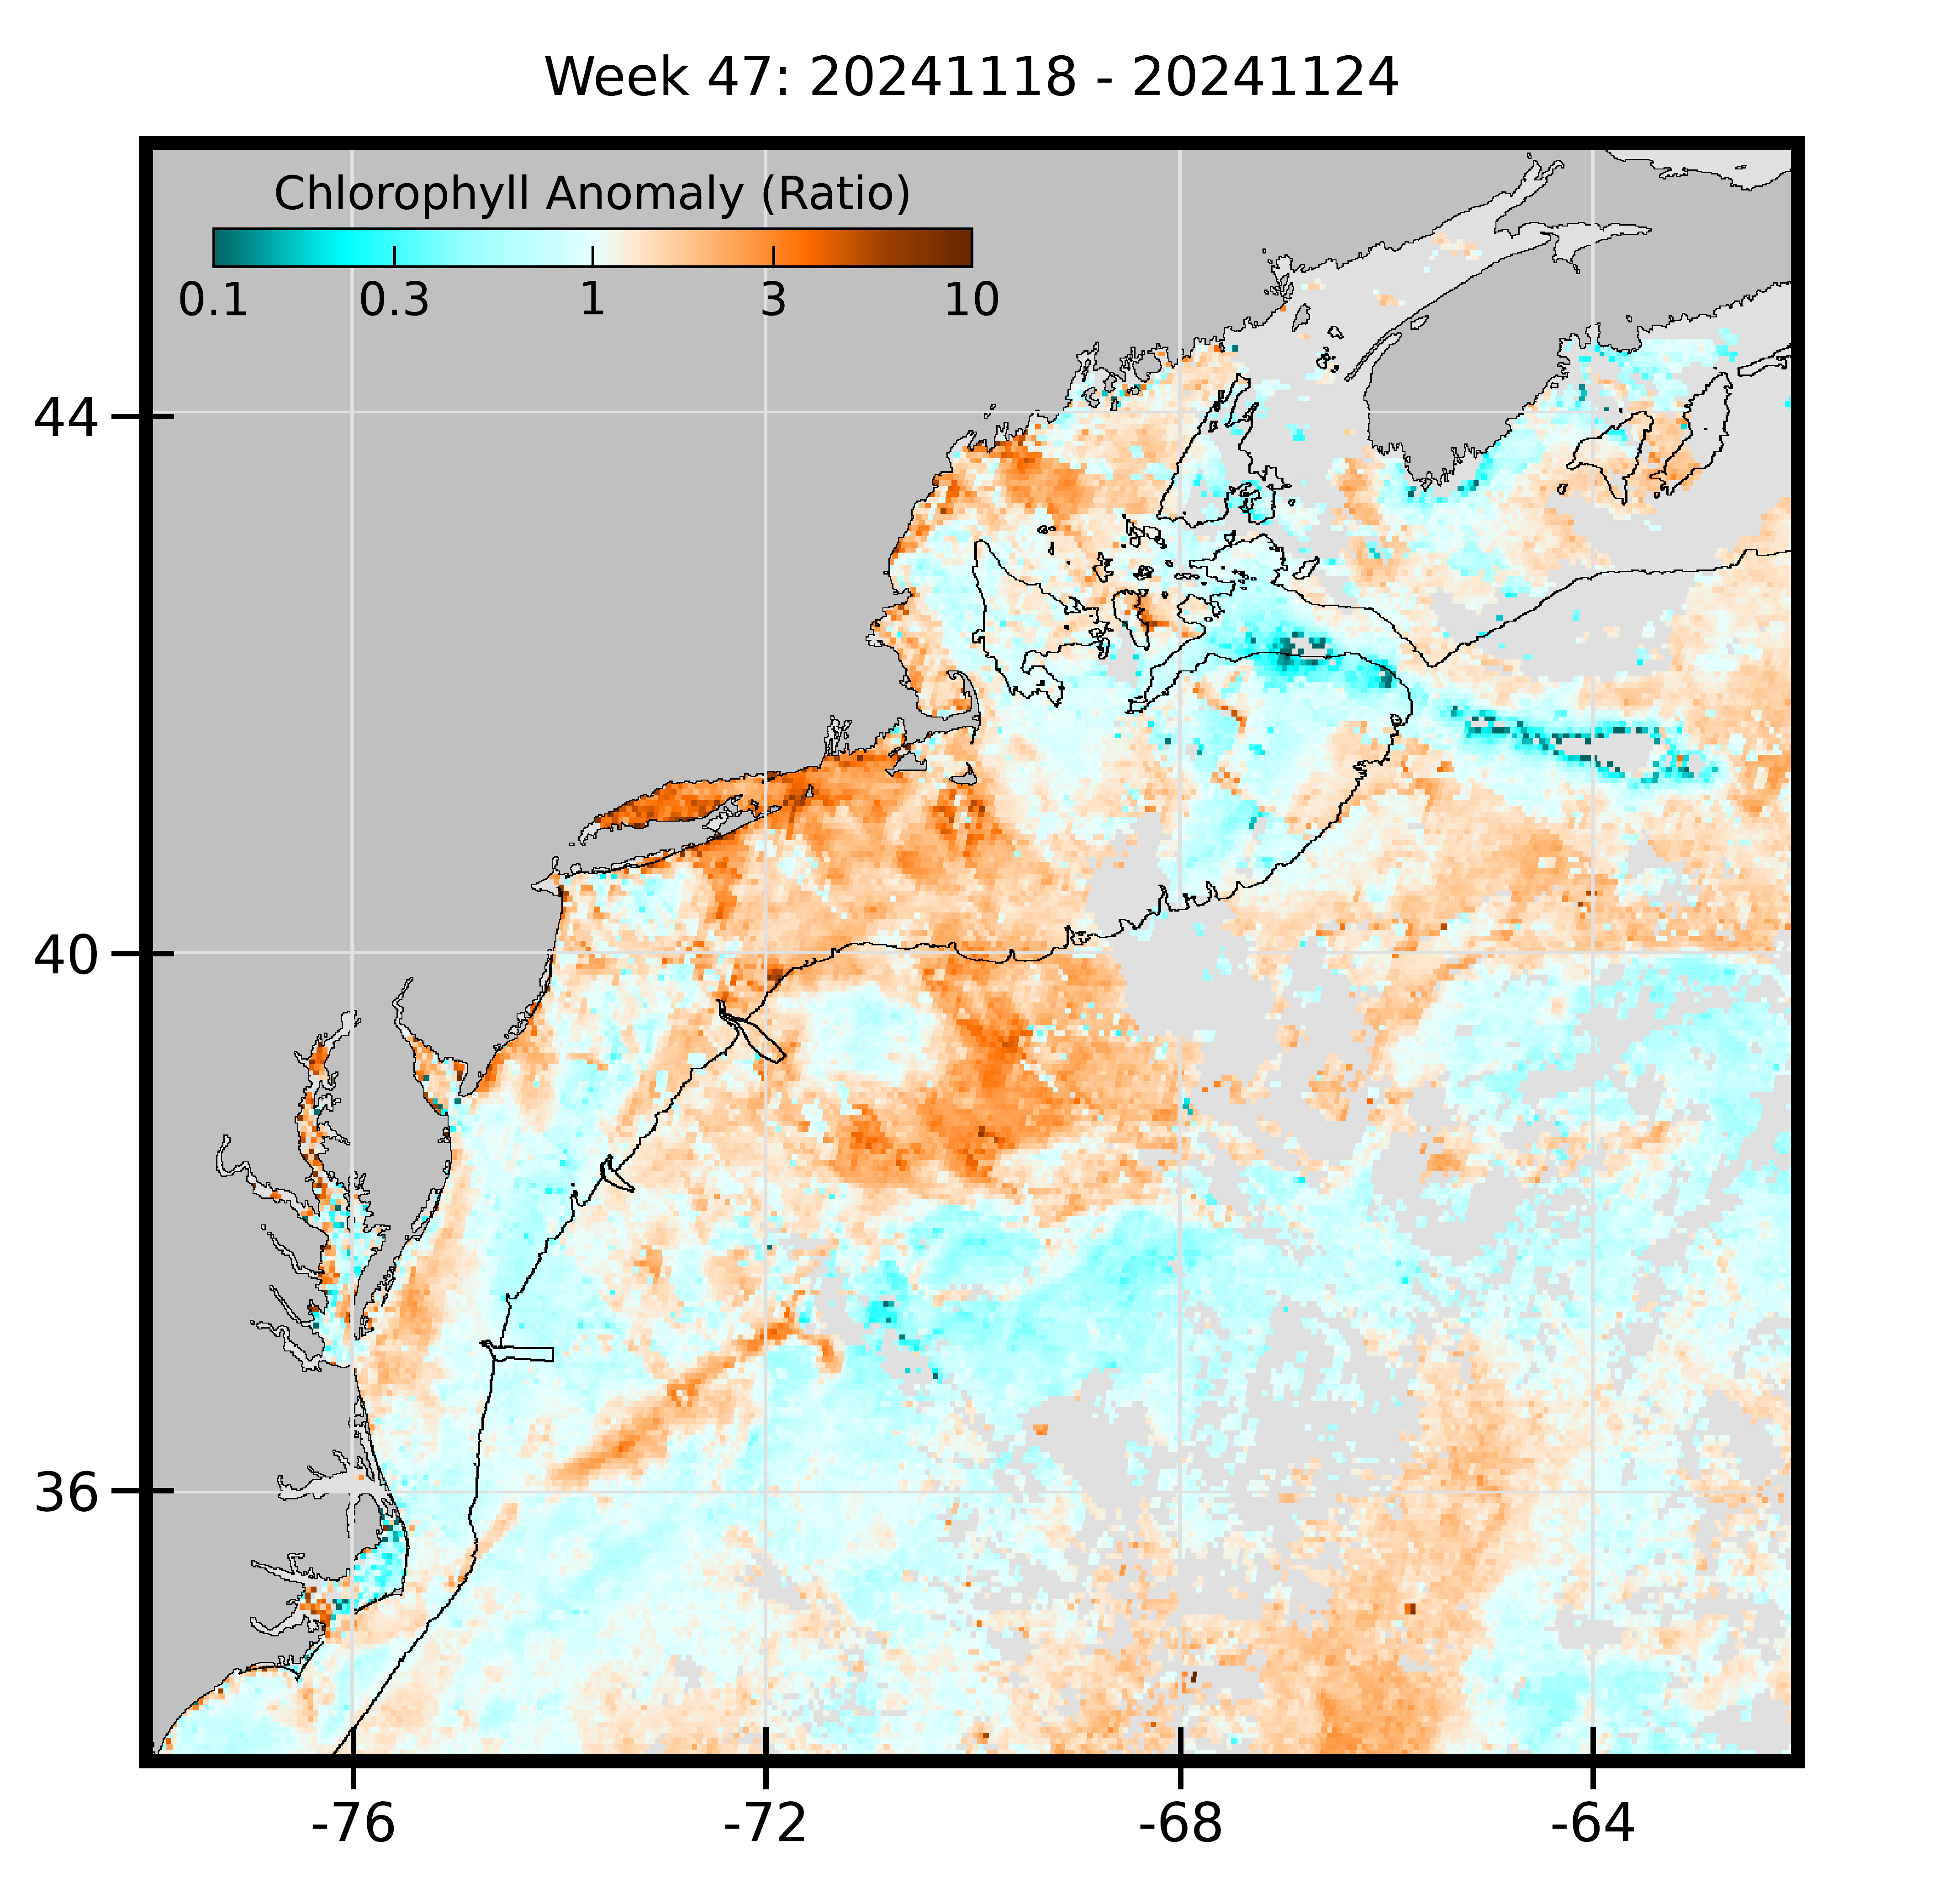 Week 47: 20241118 - 20241124
Chlorophyll Anomaly (Ratio)
0.1 0.3 1 3 10
44
40
36
-76 -72 -68 -64